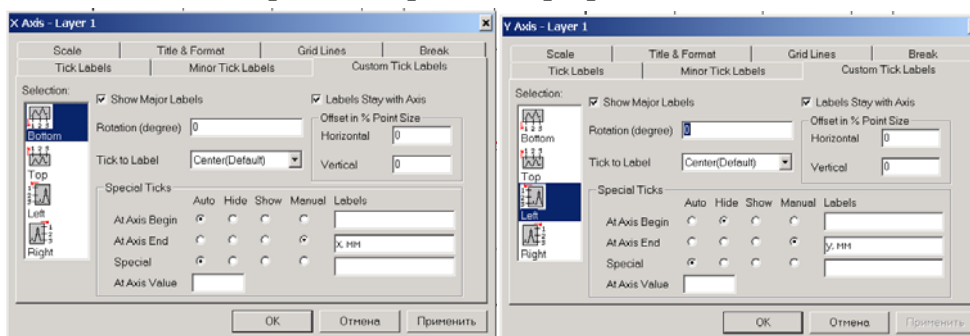 X Axis - Layer 1
Scale Title & Format Grid Lines Break
Tick Labels Minor Tick Labels Custom Tick Labels
Selection:
Bottom
Top
Left
Right
Show Major Labels
Labels Stay with Axis
Rotation (degree) 0
Offset in % Point Size
Horizontal 0
Tick to Label Center(Default)
Vertical 0
Special Ticks
Auto Hide Show Manual Labels
At Axis Begin
At Axis End X, мм
Special
At Axis Value
OK Отмена Применить
Y Axis - Layer 1
Scale Title & Format Grid Lines Break
Tick Labels Minor Tick Labels Custom Tick Labels
Selection:
Bottom
Top
Left
Right
Show Major Labels
Labels Stay with Axis
Rotation (degree) 0
Offset in % Point Size
Horizontal 0
Tick to Label Center(Default)
Vertical 0
Special Ticks
Auto Hide Show Manual Labels
At Axis Begin
At Axis End у, мм
Special
At Axis Value
OK Отмена Применить